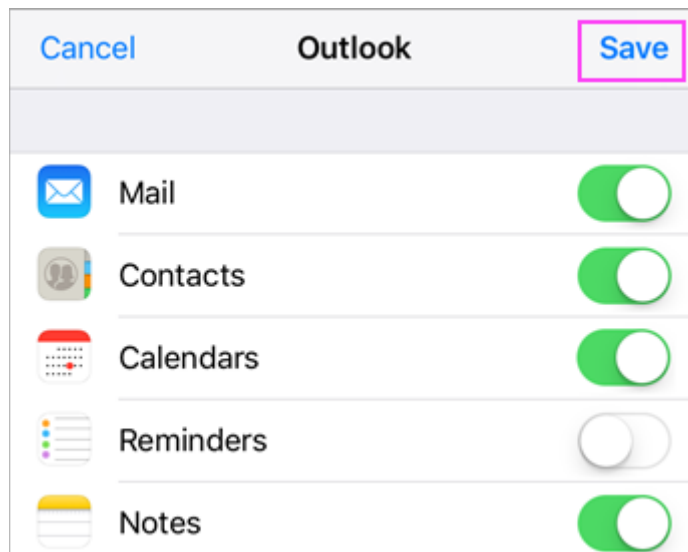 Cancel Outlook Save
Mail
Contacts
Calendars
Reminders
Notes